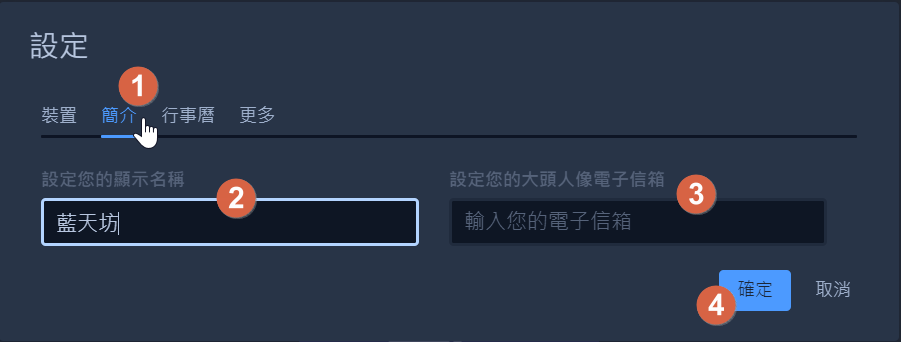 設定
1
裝置 簡介 行事曆 更多
設定您的顯示名稱 2 設定您的大頭人像電子信箱 3
藍天坊 輸入您的電子信箱
4 確定 取消